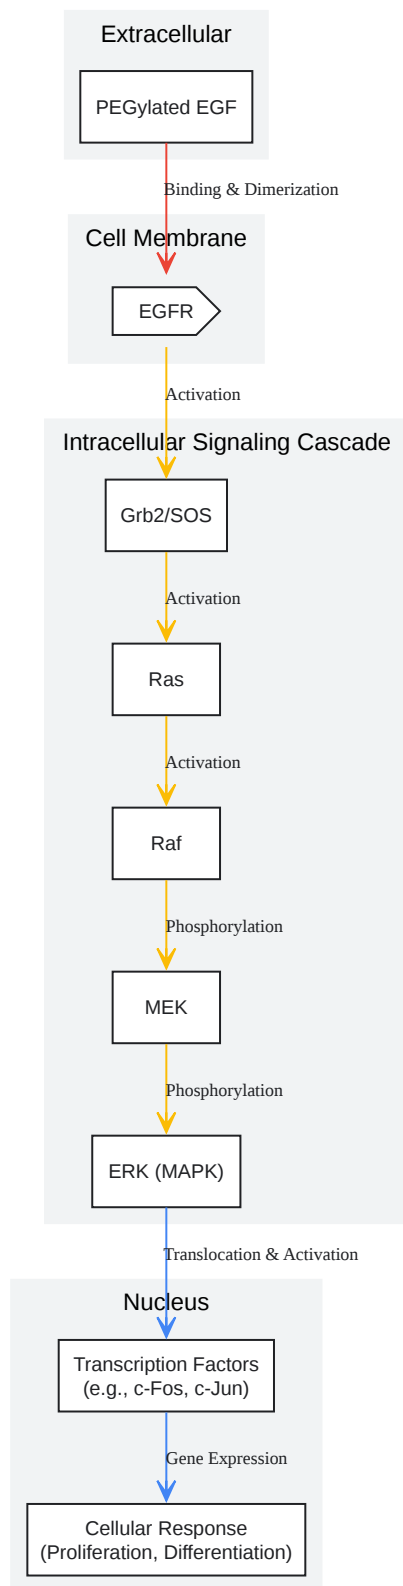 Extracellular
PEGylated EGF
Binding & Dimerization
Cell Membrane
EGFR
Activation
Intracellular Signaling Cascade
Grb2/SOS
Activation
Ras
Activation
Raf
Phosphorylation
MEK
Phosphorylation
ERK (MAPK)
Translocation & Activation
Nucleus
Transcription Factors
(e.g., c-Fos, c-Jun)
Gene Expression
Cellular Response
(Proliferation, Differentiation)